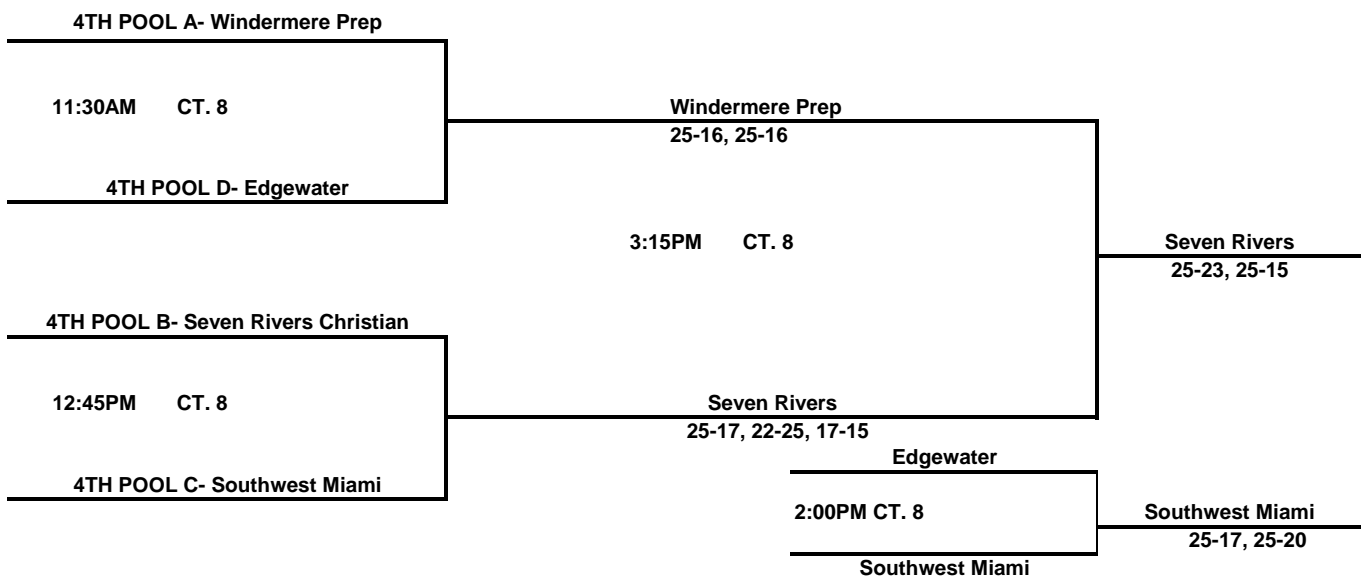 4TH POOL A- Windermere Prep
11:30AM CT. 8
Windermere Prep
25-16, 25-16
4TH POOL D- Edgewater
3:15PM CT. 8
Seven Rivers
25-23, 25-15
4TH POOL B- Seven Rivers Christian
12:45PM CT. 8
Seven Rivers
25-17, 22-25, 17-15
4TH POOL C- Southwest Miami
Edgewater
2:00PM CT. 8
Southwest Miami
25-17, 25-20
Southwest Miami